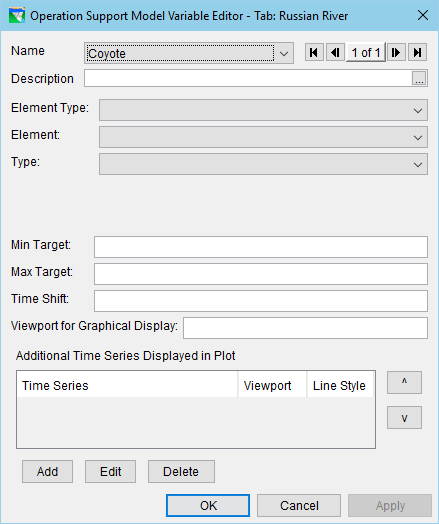 Operation Support Model Variable Editor - Tab: Russian River
Name Coyote 1 of 1
Description ...
Element Type:
Element:
Type:
Min Target:
Max Target:
Time Shift:
Viewport for Graphical Display:
Additional Time Series Displayed in Plot
Time Series Viewport Line Style
^
v
Add Edit Delete
OK Cancel Apply